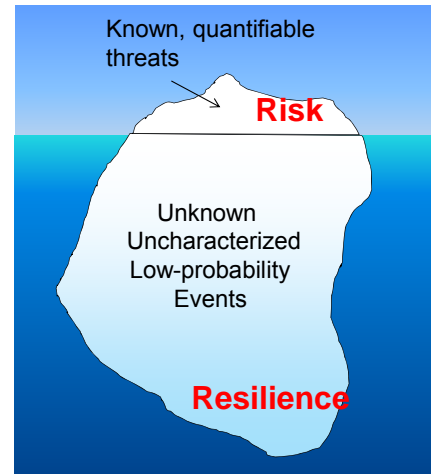 Known, quantifiable
threats
Risk
Unknown
Uncharacterized
Low-probability
Events
Resilience